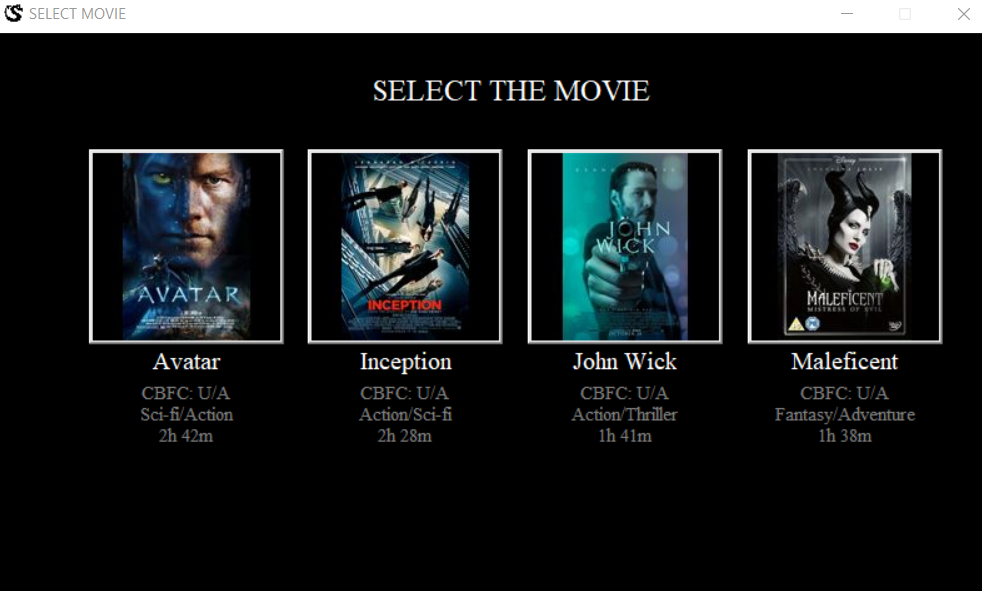 SELECT MOVIE
SELECT THE MOVIE
AVATAR
INCEPTION
JOHN
WICK
Disney
MALEFICENT
MISTRESS OF EVIL
Avatar
Inception
John Wick
Maleficent
CBFC: U/A
CBFC: U/A
CBFC: U/A
CBFC: U/A
Sci-fi/Action
Action/Sci-fi
Action/Thriller
Fantasy/Adventure
2h 42m
2h 28m
1h 41m
1h 38m